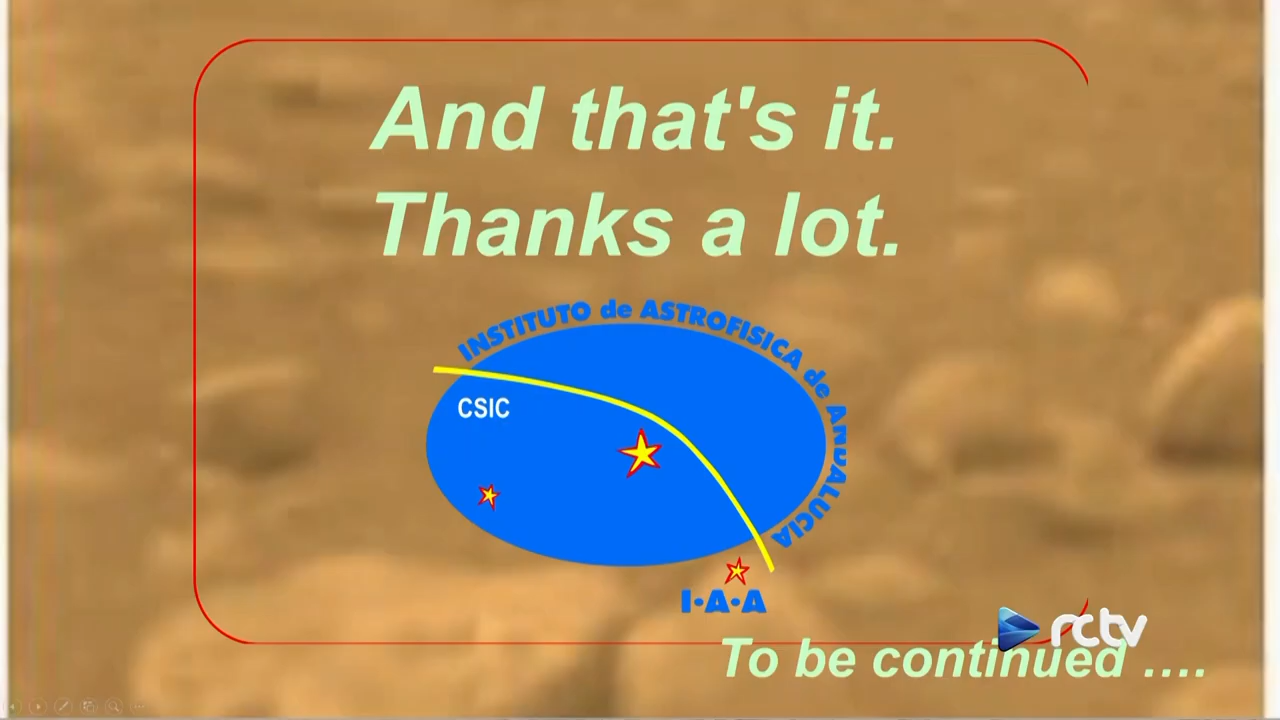 And that's it.
Thanks a lot.
INSTITUTO de ASTROFISICA de ANDALUCIA
CSIC
I·A·A
rctv
To be continued ....